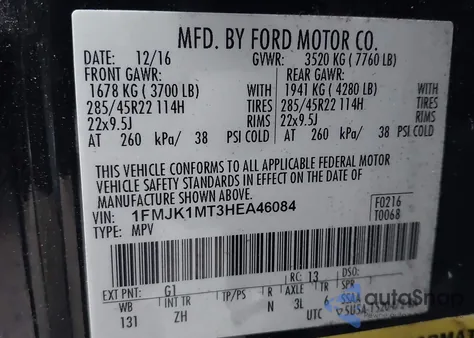 MFD. BY FORD MOTOR CO.
DATE: 12/16 GVWR: 3520 KG ( 7760 LB)
FRONT GAWR: REAR GAWR:
1678 KG ( 3700 LB) 1941 KG ( 4280 LB)
285/45R22 114H TIRES 285/45R22 114H TIRES
22x9.5J RIMS 22x9.5J RIMS
AT 260 kPa/ 38 PSI COLD AT 260 kPa/ 38 PSI COLD
THIS VEHICLE CONFORMS TO ALL APPLICABLE FEDERAL MOTOR
VEHICLE SAFETY STANDARDS IN EFFECT ON THE DATE OF
MANUFACTURE SHOWN ABOVE.
VIN: 1FMJK1MT3HEA46084 F0216
TYPE: MPV T0068
EXT PNT: G1 RC: 13 DSO:
WB INT TR TP/PS R AXLE TR SPR
131 ZH N 3L 6 SSAA
UTC
autoShop